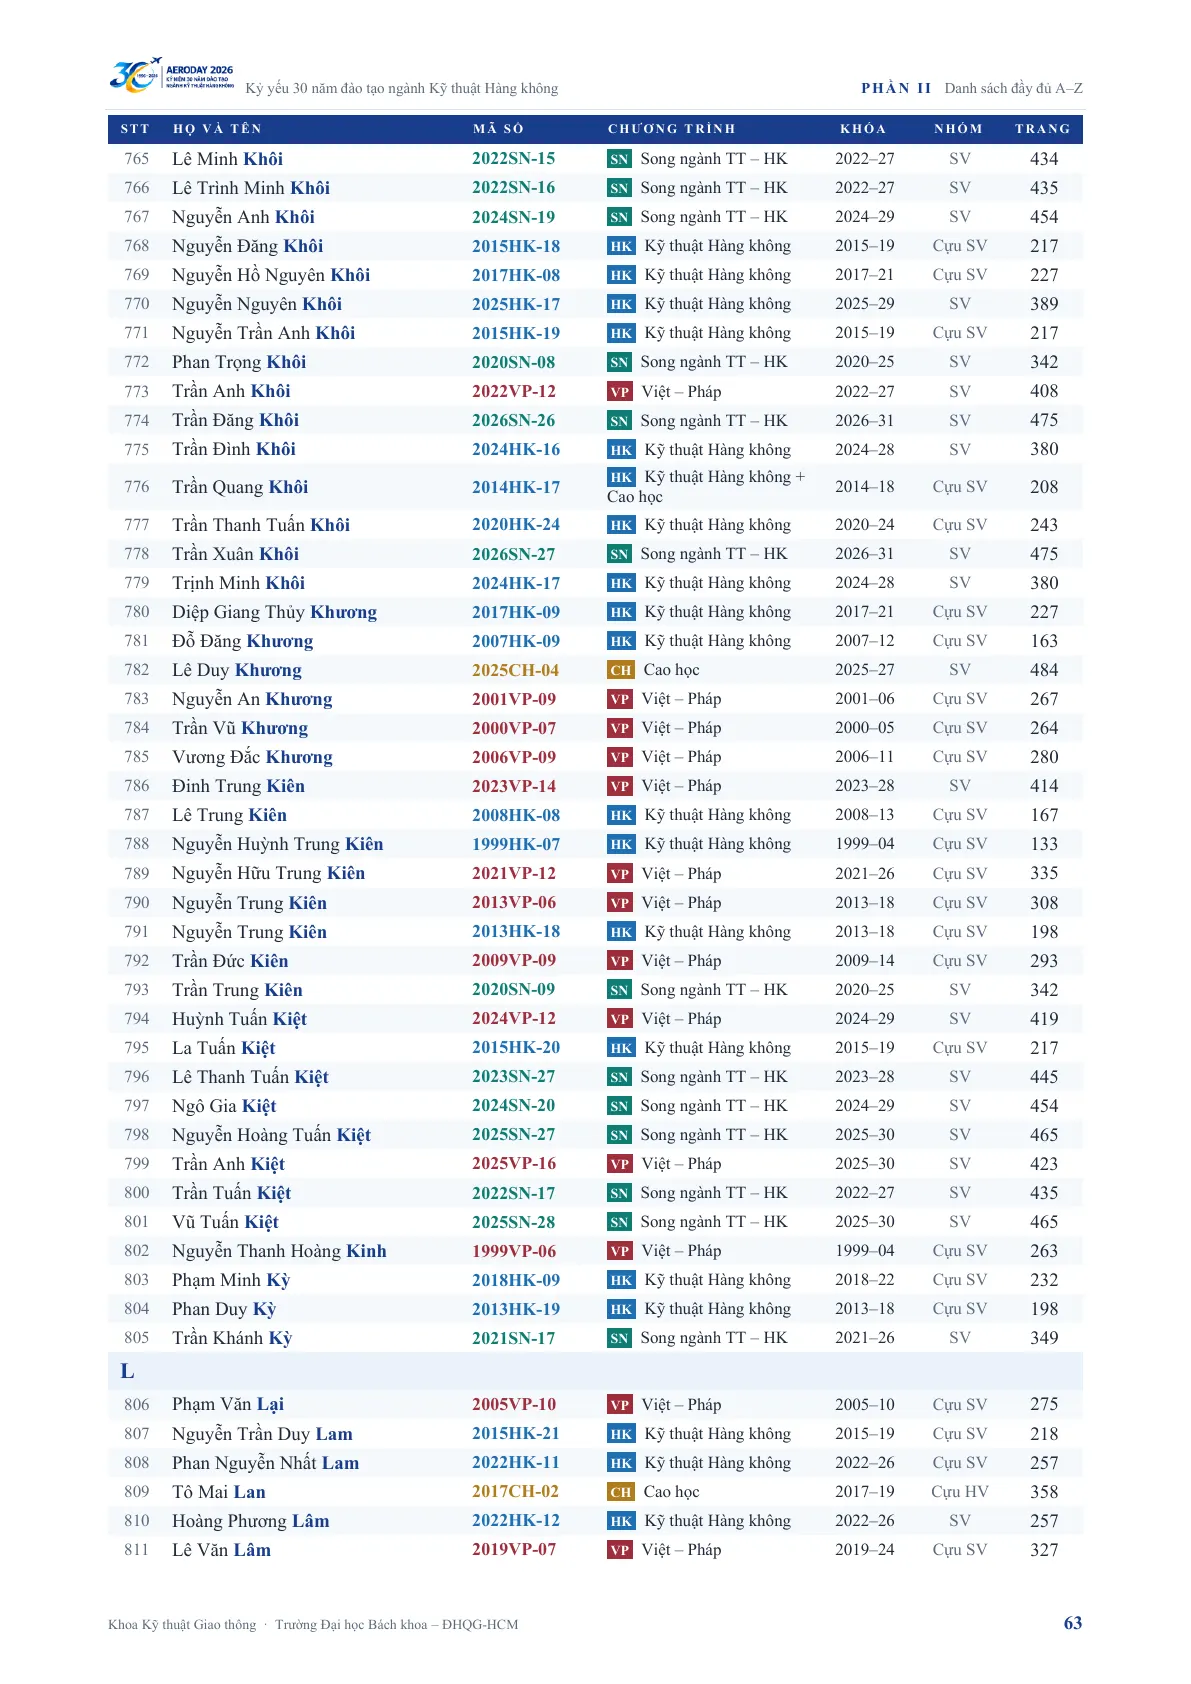 30
1996 - 2026
AERODAY 2026
KỶ NIỆM 30 NĂM ĐÀO TẠO
NGÀNH KỸ THUẬT HÀNG KHÔNG
Kỷ yếu 30 năm đào tạo ngành Kỹ thuật Hàng không
PHẦN II Danh sách đầy đủ A–Z
STT HỌ VÀ TÊN MÃ SỐ CHƯƠNG TRÌNH KHÓA NHÓM TRANG
765 Lê Minh Khôi 2022SN-15 SN Song ngành TT – HK 2022–27 SV 434
766 Lê Trình Minh Khôi 2022SN-16 SN Song ngành TT – HK 2022–27 SV 435
767 Nguyễn Anh Khôi 2024SN-19 SN Song ngành TT – HK 2024–29 SV 454
768 Nguyễn Đăng Khôi 2015HK-18 HK Kỹ thuật Hàng không 2015–19 Cựu SV 217
769 Nguyễn Hồ Nguyên Khôi 2017HK-08 HK Kỹ thuật Hàng không 2017–21 Cựu SV 227
770 Nguyễn Nguyên Khôi 2025HK-17 HK Kỹ thuật Hàng không 2025–29 SV 389
771 Nguyễn Trần Anh Khôi 2015HK-19 HK Kỹ thuật Hàng không 2015–19 Cựu SV 217
772 Phan Trọng Khôi 2020SN-08 SN Song ngành TT – HK 2020–25 SV 342
773 Trần Anh Khôi 2022VP-12 VP Việt – Pháp 2022–27 SV 408
774 Trần Đăng Khôi 2026SN-26 SN Song ngành TT – HK 2026–31 SV 475
775 Trần Đình Khôi 2024HK-16 HK Kỹ thuật Hàng không 2024–28 SV 380
776 Trần Quang Khôi 2014HK-17 HK Kỹ thuật Hàng không + 2014–18 Cựu SV 208
Cao học
777 Trần Thanh Tuấn Khôi 2020HK-24 HK Kỹ thuật Hàng không 2020–24 Cựu SV 243
778 Trần Xuân Khôi 2026SN-27 SN Song ngành TT – HK 2026–31 SV 475
779 Trịnh Minh Khôi 2024HK-17 HK Kỹ thuật Hàng không 2024–28 SV 380
780 Diệp Giang Thủy Khương 2017HK-09 HK Kỹ thuật Hàng không 2017–21 Cựu SV 227
781 Đỗ Đăng Khương 2007HK-09 HK Kỹ thuật Hàng không 2007–12 Cựu SV 163
782 Lê Duy Khương 2025CH-04 CH Cao học 2025–27 SV 484
783 Nguyễn An Khương 2001VP-09 VP Việt – Pháp 2001–06 Cựu SV 267
784 Trần Vũ Khương 2000VP-07 VP Việt – Pháp 2000–05 Cựu SV 264
785 Vương Đắc Khương 2006VP-09 VP Việt – Pháp 2006–11 Cựu SV 280
786 Đinh Trung Kiên 2023VP-14 VP Việt – Pháp 2023–28 SV 414
787 Lê Trung Kiên 2008HK-08 HK Kỹ thuật Hàng không 2008–13 Cựu SV 167
788 Nguyễn Huỳnh Trung Kiên 1999HK-07 HK Kỹ thuật Hàng không 1999–04 Cựu SV 133
789 Nguyễn Hữu Trung Kiên 2021VP-12 VP Việt – Pháp 2021–26 Cựu SV 335
790 Nguyễn Trung Kiên 2013VP-06 VP Việt – Pháp 2013–18 Cựu SV 308
791 Nguyễn Trung Kiên 2013HK-18 HK Kỹ thuật Hàng không 2013–18 Cựu SV 198
792 Trần Đức Kiên 2009VP-09 VP Việt – Pháp 2009–14 Cựu SV 293
793 Trần Trung Kiên 2020SN-09 SN Song ngành TT – HK 2020–25 SV 342
794 Huỳnh Tuấn Kiệt 2024VP-12 VP Việt – Pháp 2024–29 SV 419
795 La Tuấn Kiệt 2015HK-20 HK Kỹ thuật Hàng không 2015–19 Cựu SV 217
796 Lê Thanh Tuấn Kiệt 2023SN-27 SN Song ngành TT – HK 2023–28 SV 445
797 Ngô Gia Kiệt 2024SN-20 SN Song ngành TT – HK 2024–29 SV 454
798 Nguyễn Hoàng Tuấn Kiệt 2025SN-27 SN Song ngành TT – HK 2025–30 SV 465
799 Trần Anh Kiệt 2025VP-16 VP Việt – Pháp 2025–30 SV 423
800 Trần Tuấn Kiệt 2022SN-17 SN Song ngành TT – HK 2022–27 SV 435
801 Vũ Tuấn Kiệt 2025SN-28 SN Song ngành TT – HK 2025–30 SV 465
802 Nguyễn Thanh Hoàng Kinh 1999VP-06 VP Việt – Pháp 1999–04 Cựu SV 263
803 Phạm Minh Kỳ 2018HK-09 HK Kỹ thuật Hàng không 2018–22 Cựu SV 232
804 Phan Duy Kỳ 2013HK-19 HK Kỹ thuật Hàng không 2013–18 Cựu SV 198
805 Trần Khánh Kỳ 2021SN-17 SN Song ngành TT – HK 2021–26 SV 349
L
806 Phạm Văn Lại 2005VP-10 VP Việt – Pháp 2005–10 Cựu SV 275
807 Nguyễn Trần Duy Lam 2015HK-21 HK Kỹ thuật Hàng không 2015–19 Cựu SV 218
808 Phan Nguyễn Nhất Lam 2022HK-11 HK Kỹ thuật Hàng không 2022–26 Cựu SV 257
809 Tô Mai Lan 2017CH-02 CH Cao học 2017–19 Cựu HV 358
810 Hoàng Phương Lâm 2022HK-12 HK Kỹ thuật Hàng không 2022–26 SV 257
811 Lê Văn Lâm 2019VP-07 VP Việt – Pháp 2019–24 Cựu SV 327
Khoa Kỹ thuật Giao thông · Trường Đại học Bách khoa – ĐHQG-HCM
63